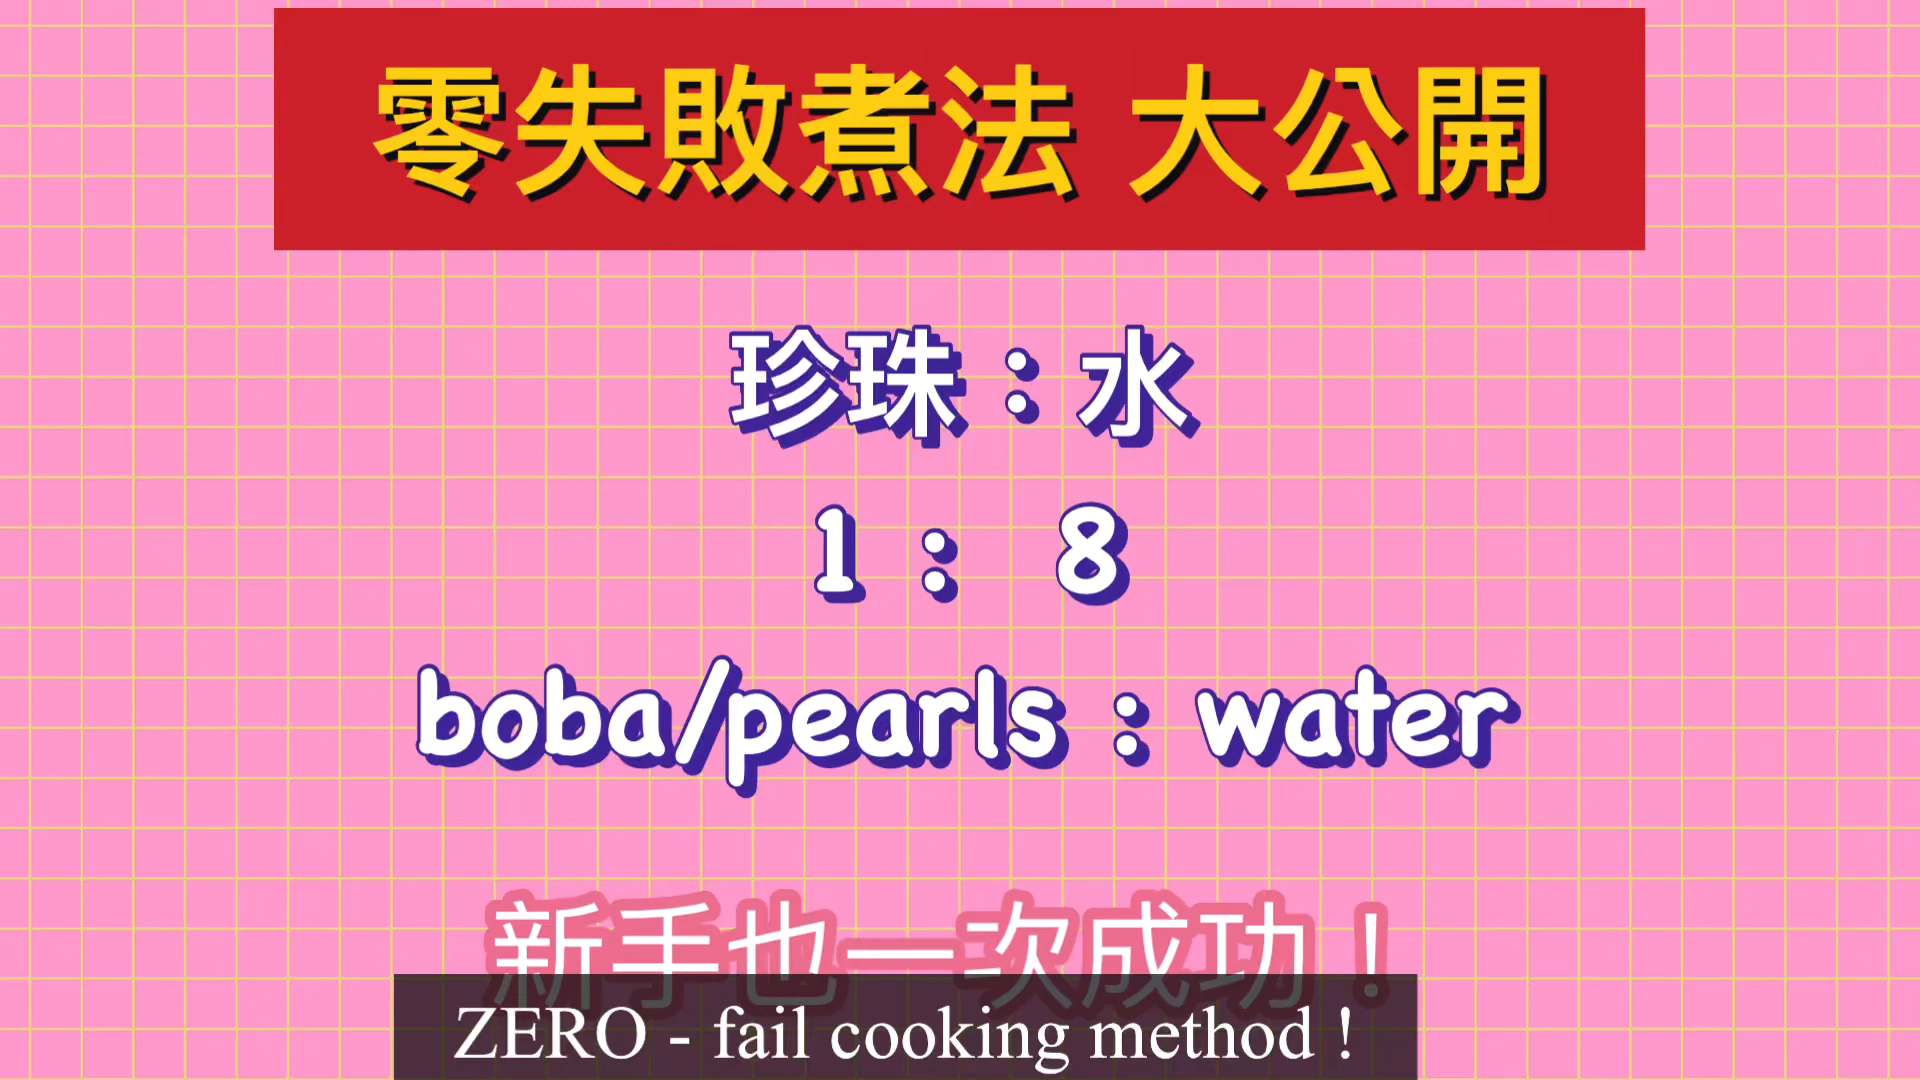 零失敗煮法 大公開
珍珠：水
1 : 8
boba/pearls : water
新手也一次成功！
ZERO - fail cooking method !